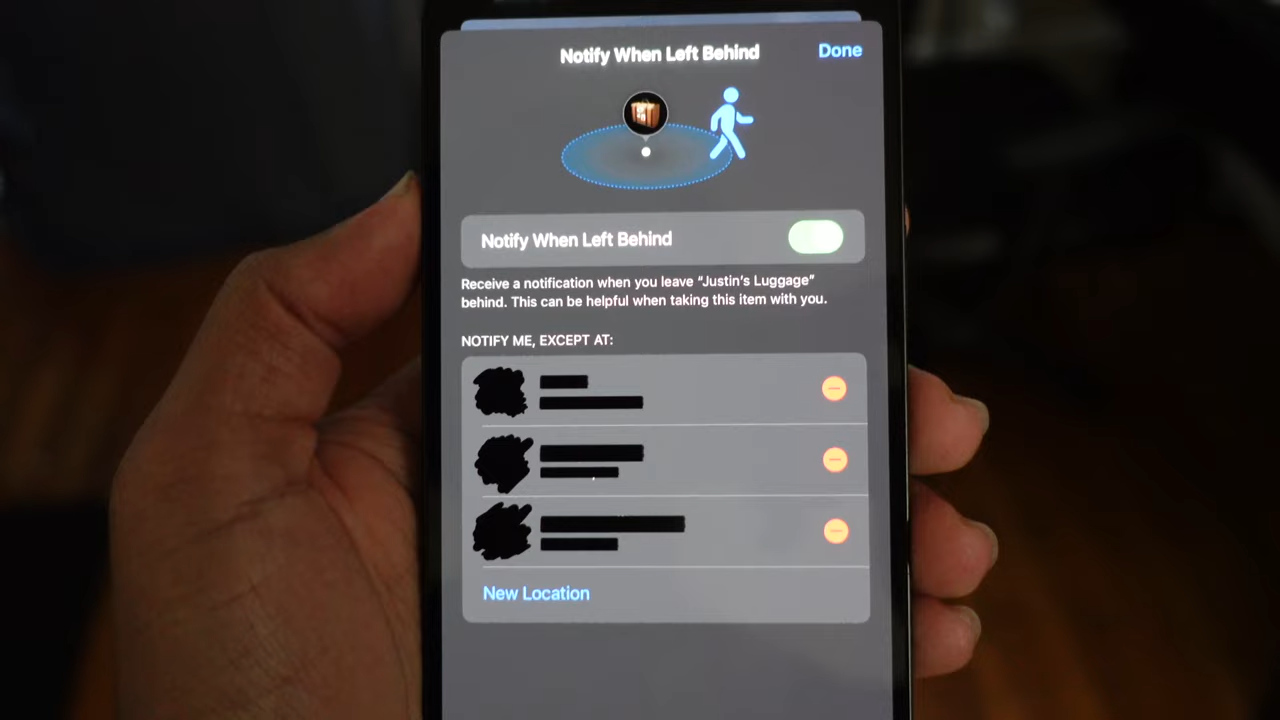 Notify When Left Behind
Done
Notify When Left Behind
Receive a notification when you leave “Justin’s Luggage”
behind. This can be helpful when taking this item with you.
NOTIFY ME, EXCEPT AT:
New Location